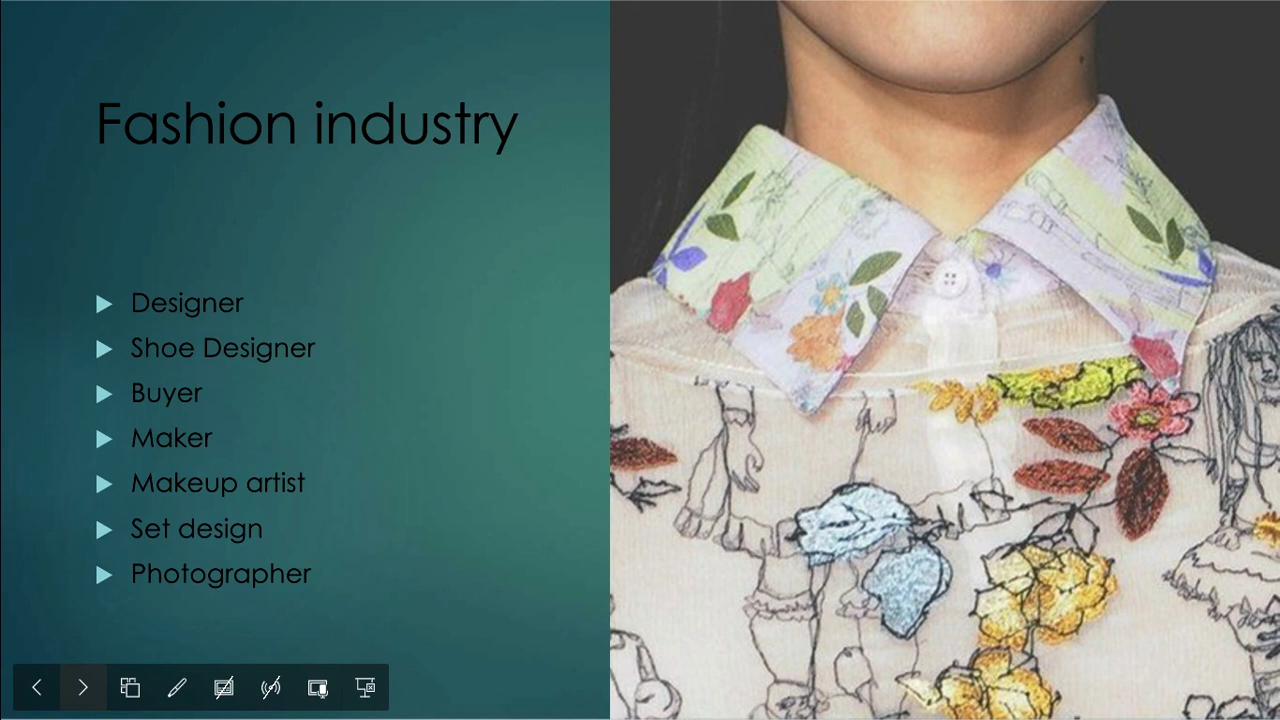 Fashion industry
Designer
Shoe Designer
Buyer
Maker
Makeup artist
Set design
Photographer